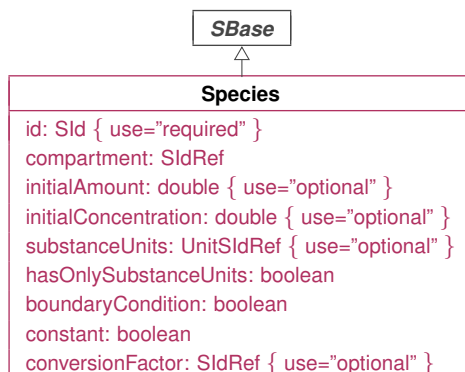 SBase
Species
id: SId { use=”required” }
compartment: SIdRef
initialAmount: double { use=”optional” }
initialConcentration: double { use=”optional” }
substanceUnits: UnitSIdRef { use=”optional” }
hasOnlySubstanceUnits: boolean
boundaryCondition: boolean
constant: boolean
conversionFactor: SIdRef { use=”optional” }